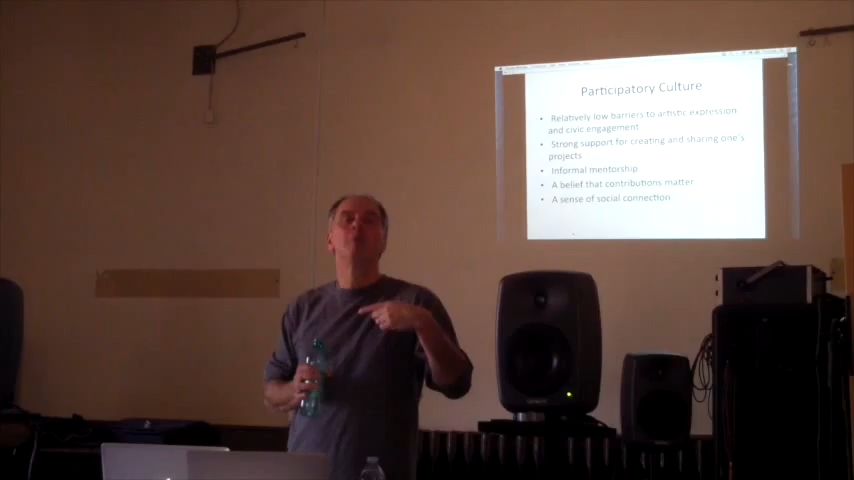 Participatory Culture
• Relatively low barriers to artistic expression
and civic engagement
• Strong support for creating and sharing one's
projects
• Informal mentorship
• A belief that contributions matter
• A sense of social connection